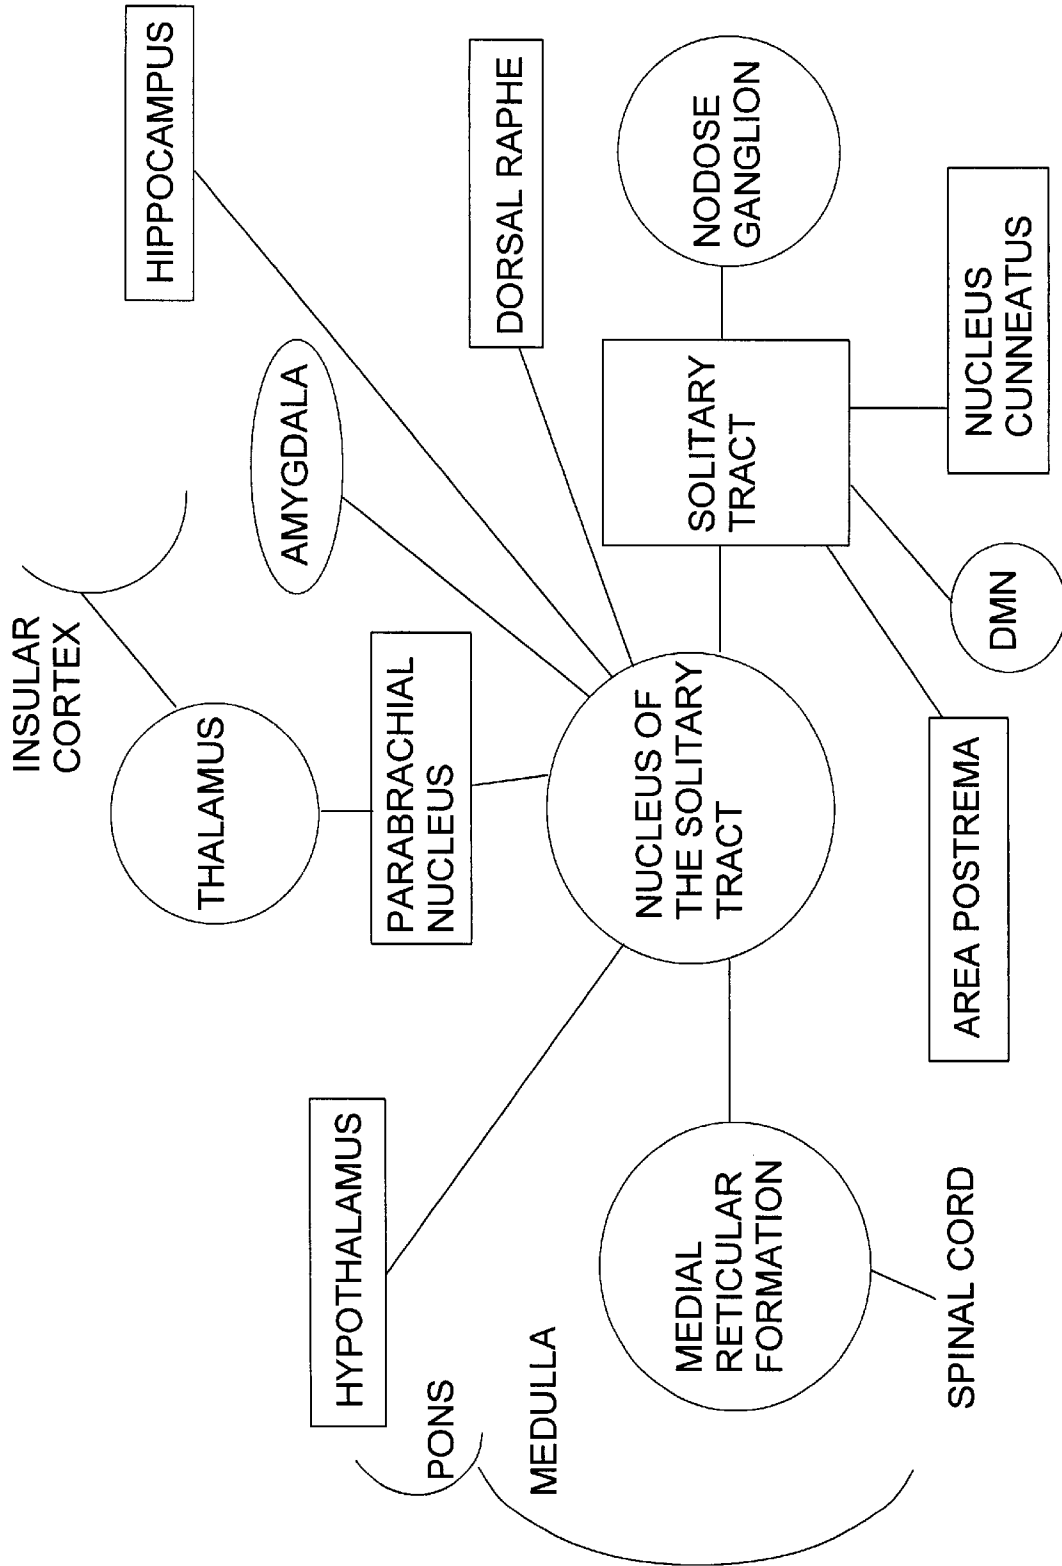 INSULAR
CORTEX
HIPPOCAMPUS
THALAMUS
AMYGDALA
HYPOTHALAMUS
PARABRACHIAL
NUCLEUS
DORSAL RAPHE
PONS
MEDULLA
NUCLEUS OF
THE SOLITARY
TRACT
SOLITARY
TRACT
NODOSE
GANGLION
MEDIAL
RETICULAR
FORMATION
SPINAL CORD
AREA POSTREMA
DMN
NUCLEUS
CUNNEATUS